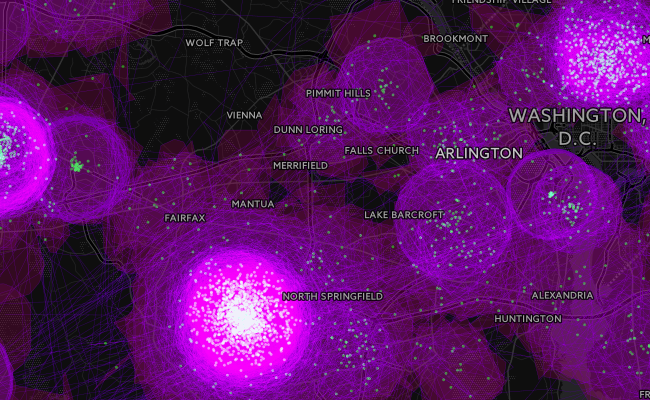 FRIENDSHIP VILLAGE
BROOKMONT
WOLF TRAP
PIMMIT HILLS
VIENNA
DUNN LORING
WASHINGTON,
D.C.
FALLS CHURCH
ARLINGTON
MERRIFIELD
MANTUA
FAIRFAX
LAKE BARCROFT
NORTH SPRINGFIELD
ALEXANDRIA
HUNTINGTON